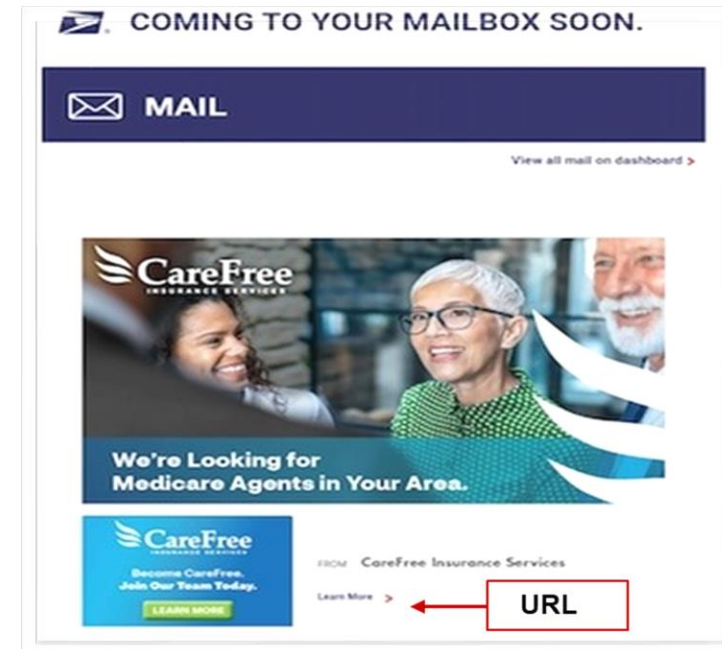 COMING TO YOUR MAILBOX SOON.
MAIL
View all mail on dashboard >
CareFree
INSURANCE SERVICES
We're Looking for
Medicare Agents in Your Area.
CareFree
INSURANCE SERVICES
Become CareFree.
Join Our Team Today.
LEARN MORE
FROM CareFree Insurance Services
Learn More >
URL